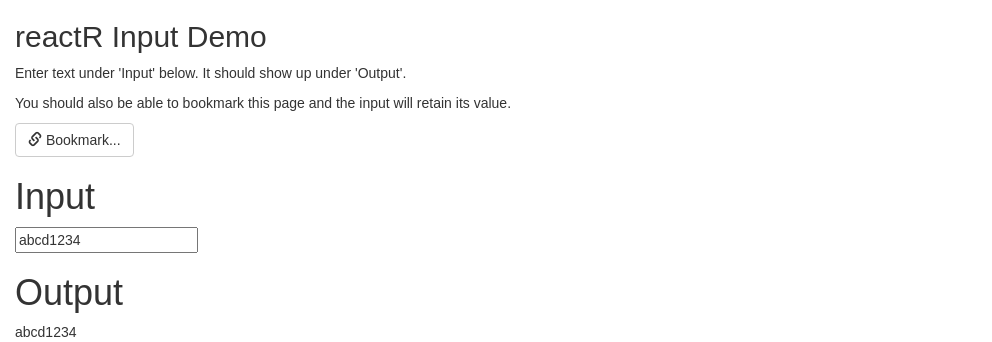 reactR Input Demo
Enter text under 'Input' below. It should show up under 'Output'.
You should also be able to bookmark this page and the input will retain its value.
Bookmark...
Input
abcd1234
Output
abcd1234